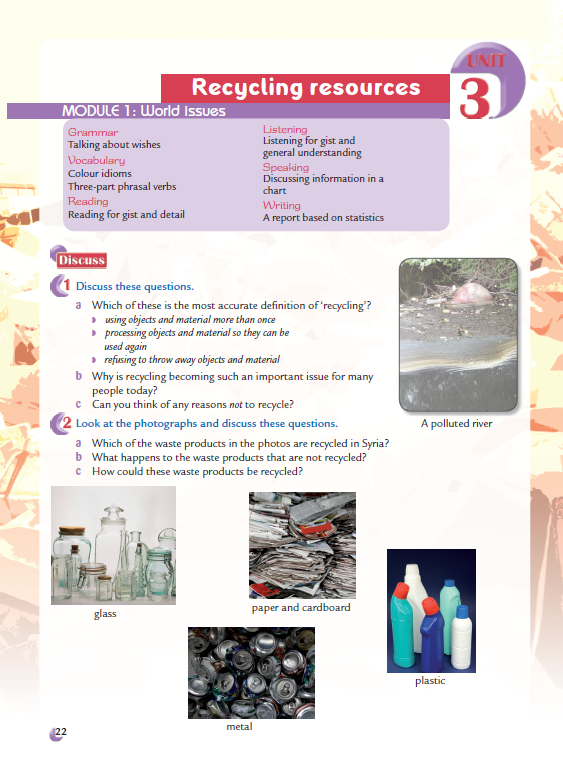 UNIT
3
Recycling resources
MODULE 1: World Issues
Grammar
Talking about wishes
Vocabulary
Colour idioms
Three-part phrasal verbs
Reading
Reading for gist and detail
Listening
Listening for gist and
general understanding
Speaking
Discussing information in a
chart
Writing
A report based on statistics
Discuss
1 Discuss these questions.
a Which of these is the most accurate definition of ‘recycling’?
using objects and material more than once
processing objects and material so they can be
used again
refusing to throw away objects and material
b Why is recycling becoming such an important issue for many
people today?
c Can you think of any reasons not to recycle?
A polluted river
2 Look at the photographs and discuss these questions.
a Which of the waste products in the photos are recycled in Syria?
b What happens to the waste products that are not recycled?
c How could these waste products be recycled?
glass
paper and cardboard
plastic
metal
22